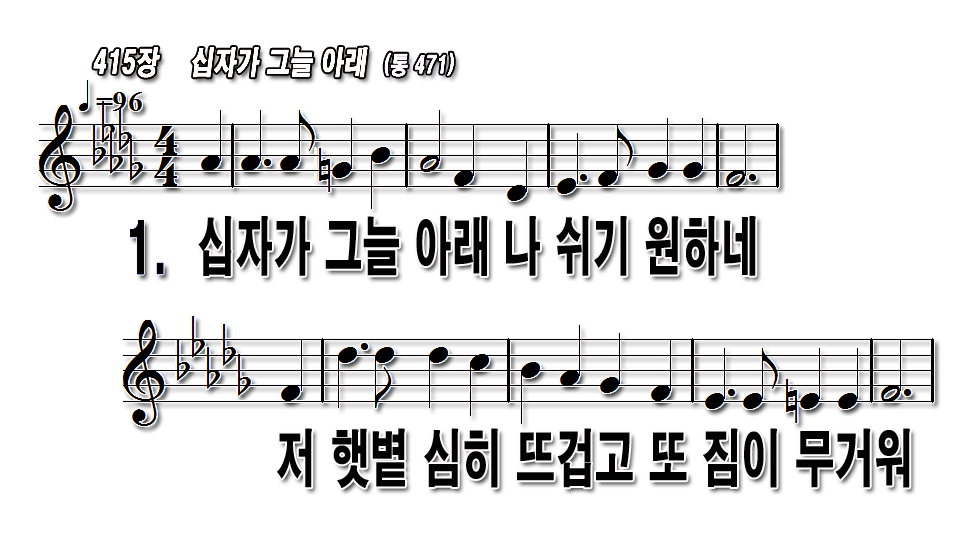 415장 십자가 그늘 아래 (통 471)
♩=96
1. 십자가 그늘 아래 나 쉬기 원하네
저 햇볕 심히 뜨겁고 또 짐이 무거워